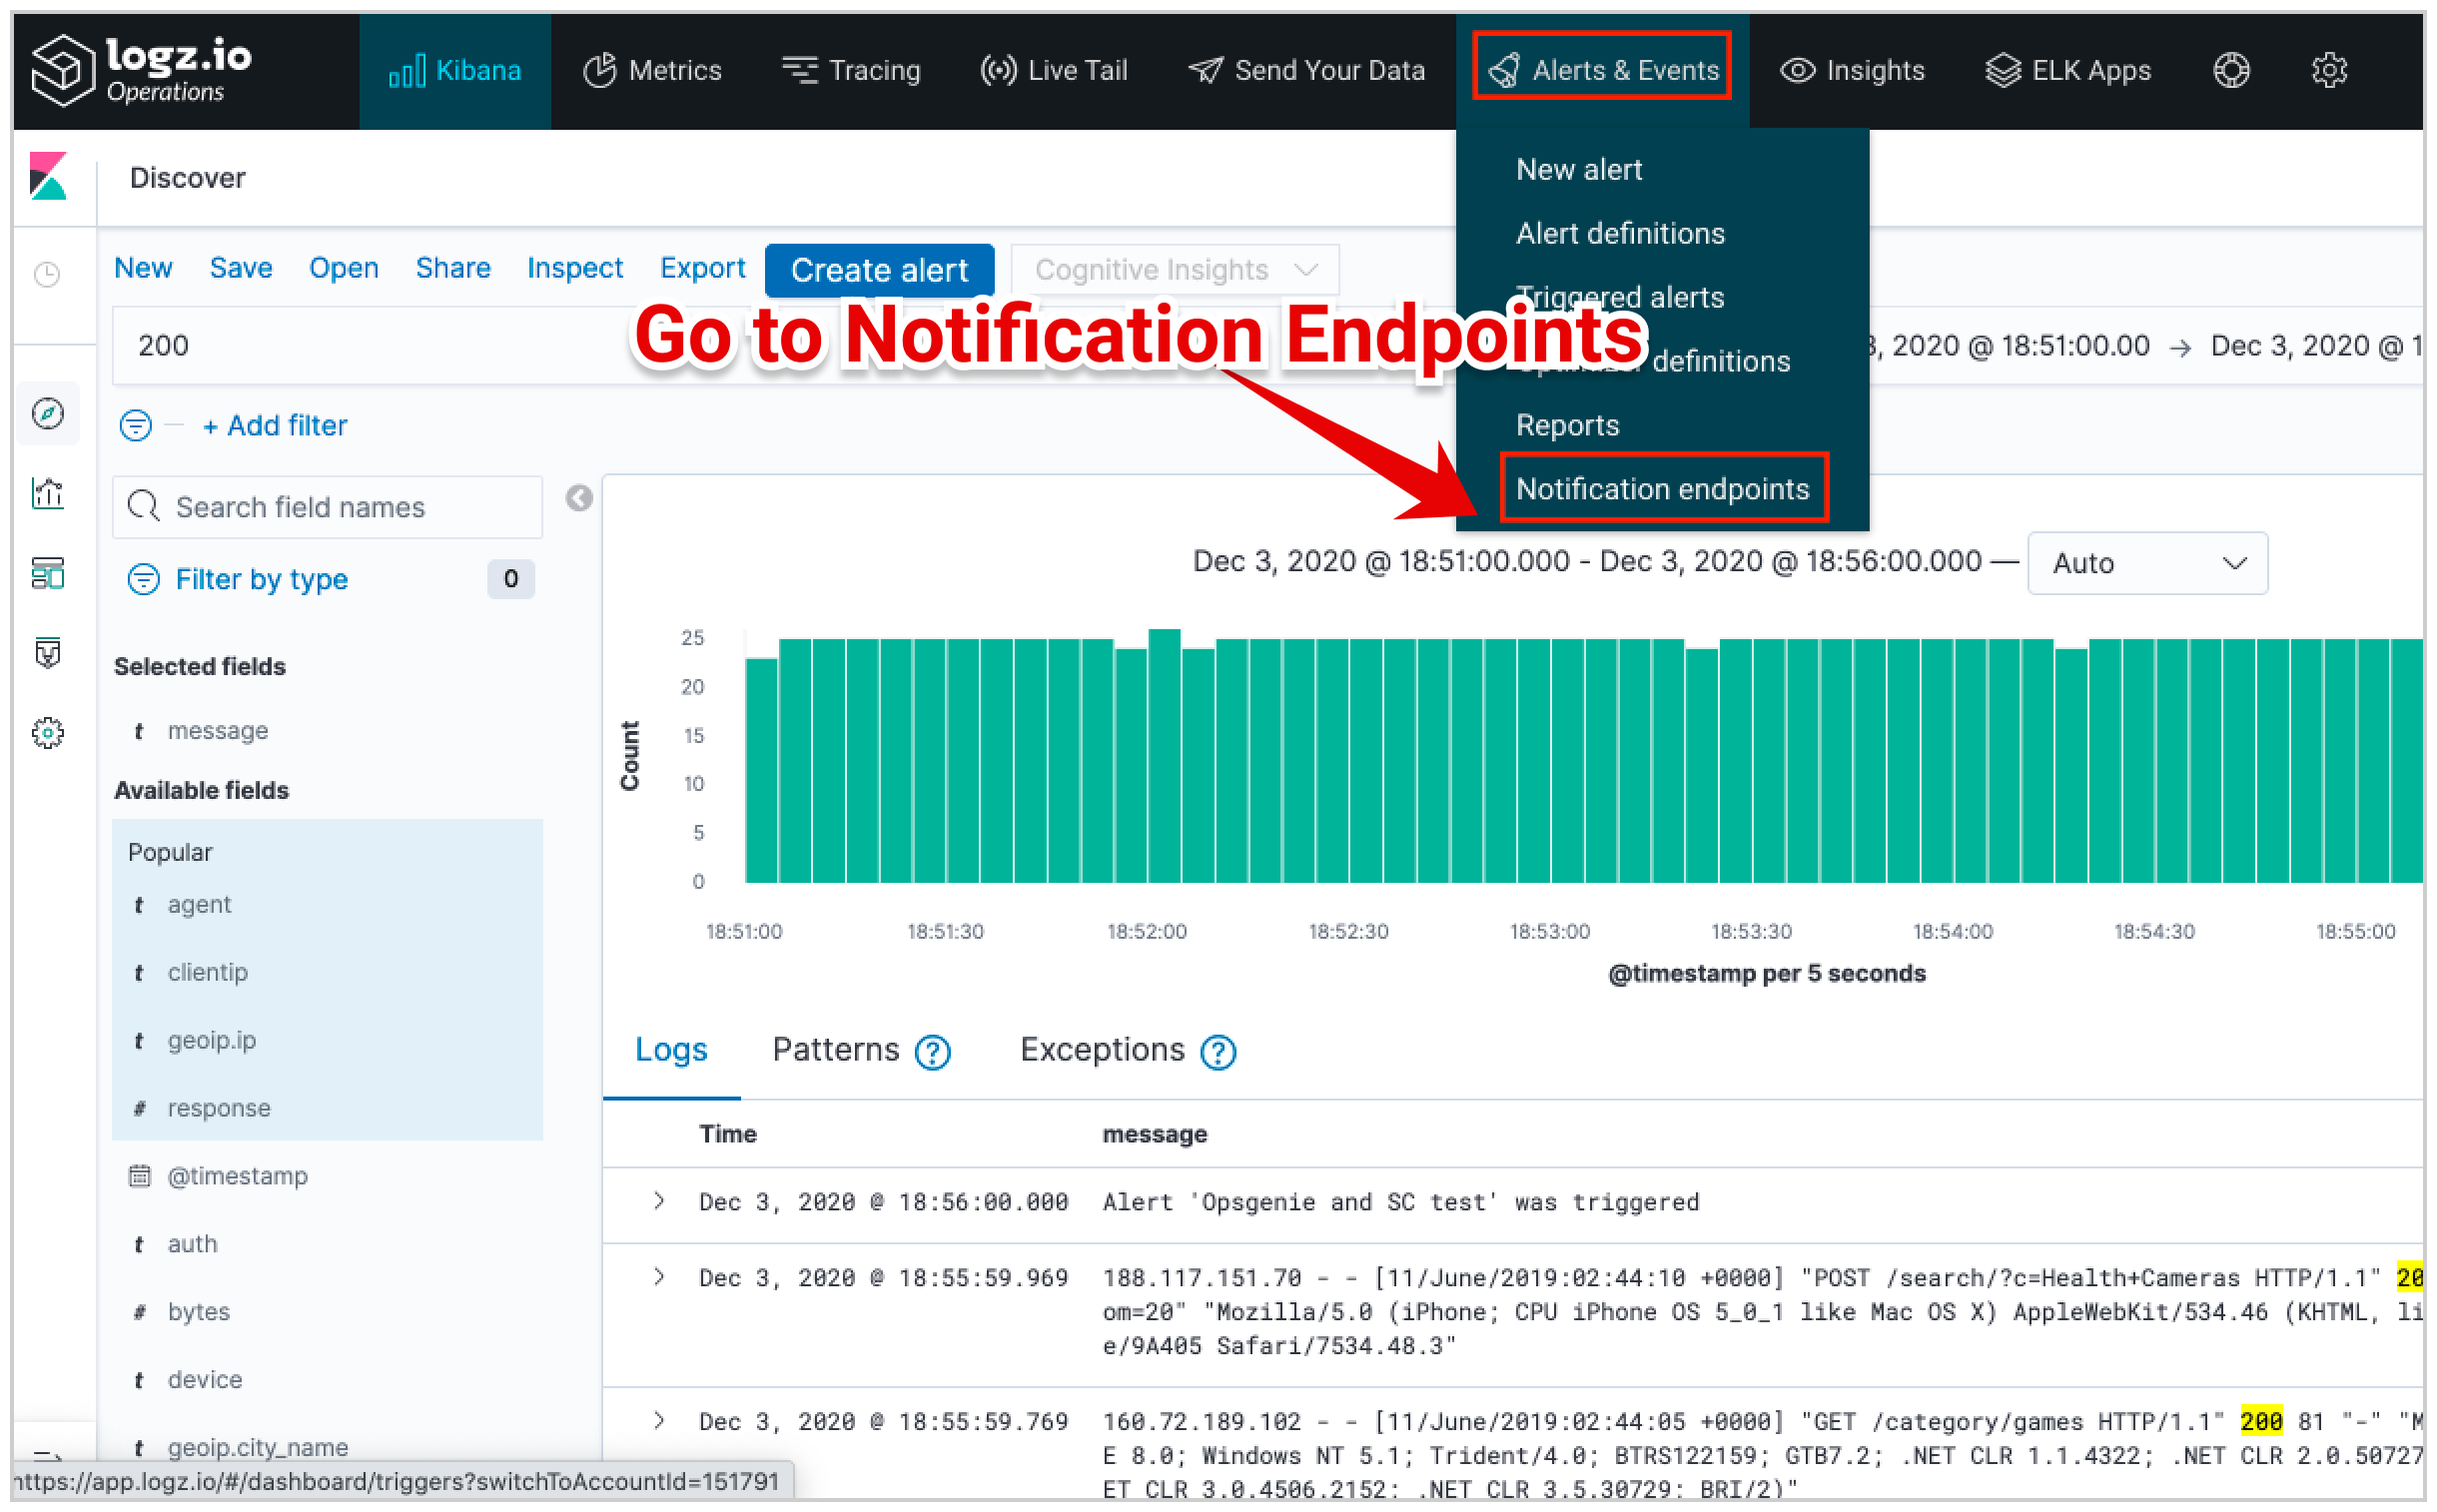 logz.io
Operations
Kibana
Metrics
Tracing
Live Tail
Send Your Data
Alerts & Events
Insights
ELK Apps
Discover
New alert
Alert definitions
Triggered alerts
definitions
Reports
Notification endpoints
New
Save
Open
Share
Inspect
Export
Create alert
Cognitive Insights
Go to Notification Endpoints
200
, 2020 @ 18:51:00.00 → Dec 3, 2020 @ 1
+ Add filter
Search field names
Filter by type
0
Selected fields
t message
Available fields
Popular
t agent
t clientip
t geoip.ip
# response
@timestamp
t auth
# bytes
t device
t geoip.city_name
https://app.logz.io/#/dashboard/triggers?switchToAccountId=151791
Dec 3, 2020 @ 18:51:00.000 - Dec 3, 2020 @ 18:56:00.000 —
Auto
Count
25
20
15
10
5
0
18:51:00
18:51:30
18:52:00
18:52:30
18:53:00
18:53:30
18:54:00
18:54:30
18:55:00
@timestamp per 5 seconds
Logs
Patterns ?
Exceptions ?
Time
message
Dec 3, 2020 @ 18:56:00.000
Alert 'Opsgenie and SC test' was triggered
Dec 3, 2020 @ 18:55:59.969
188.117.151.70 - - [11/June/2019:02:44:10 +0000] "POST /search/?c=Health+Cameras HTTP/1.1" 20
om=20" "Mozilla/5.0 (iPhone; CPU iPhone OS 5_0_1 like Mac OS X) AppleWebKit/534.46 (KHTML, li
e/9A405 Safari/7534.48.3"
Dec 3, 2020 @ 18:55:59.769
160.72.189.102 - - [11/June/2019:02:44:05 +0000] "GET /category/games HTTP/1.1" 200 81 "-" "M
E 8.0; Windows NT 5.1; Trident/4.0; BTRS122159; GTB7.2; .NET CLR 1.1.4322; .NET CLR 2.0.50727
ET CLR 3.0.4506.2152; .NET CLR 3.5.30729; BRI/2)"